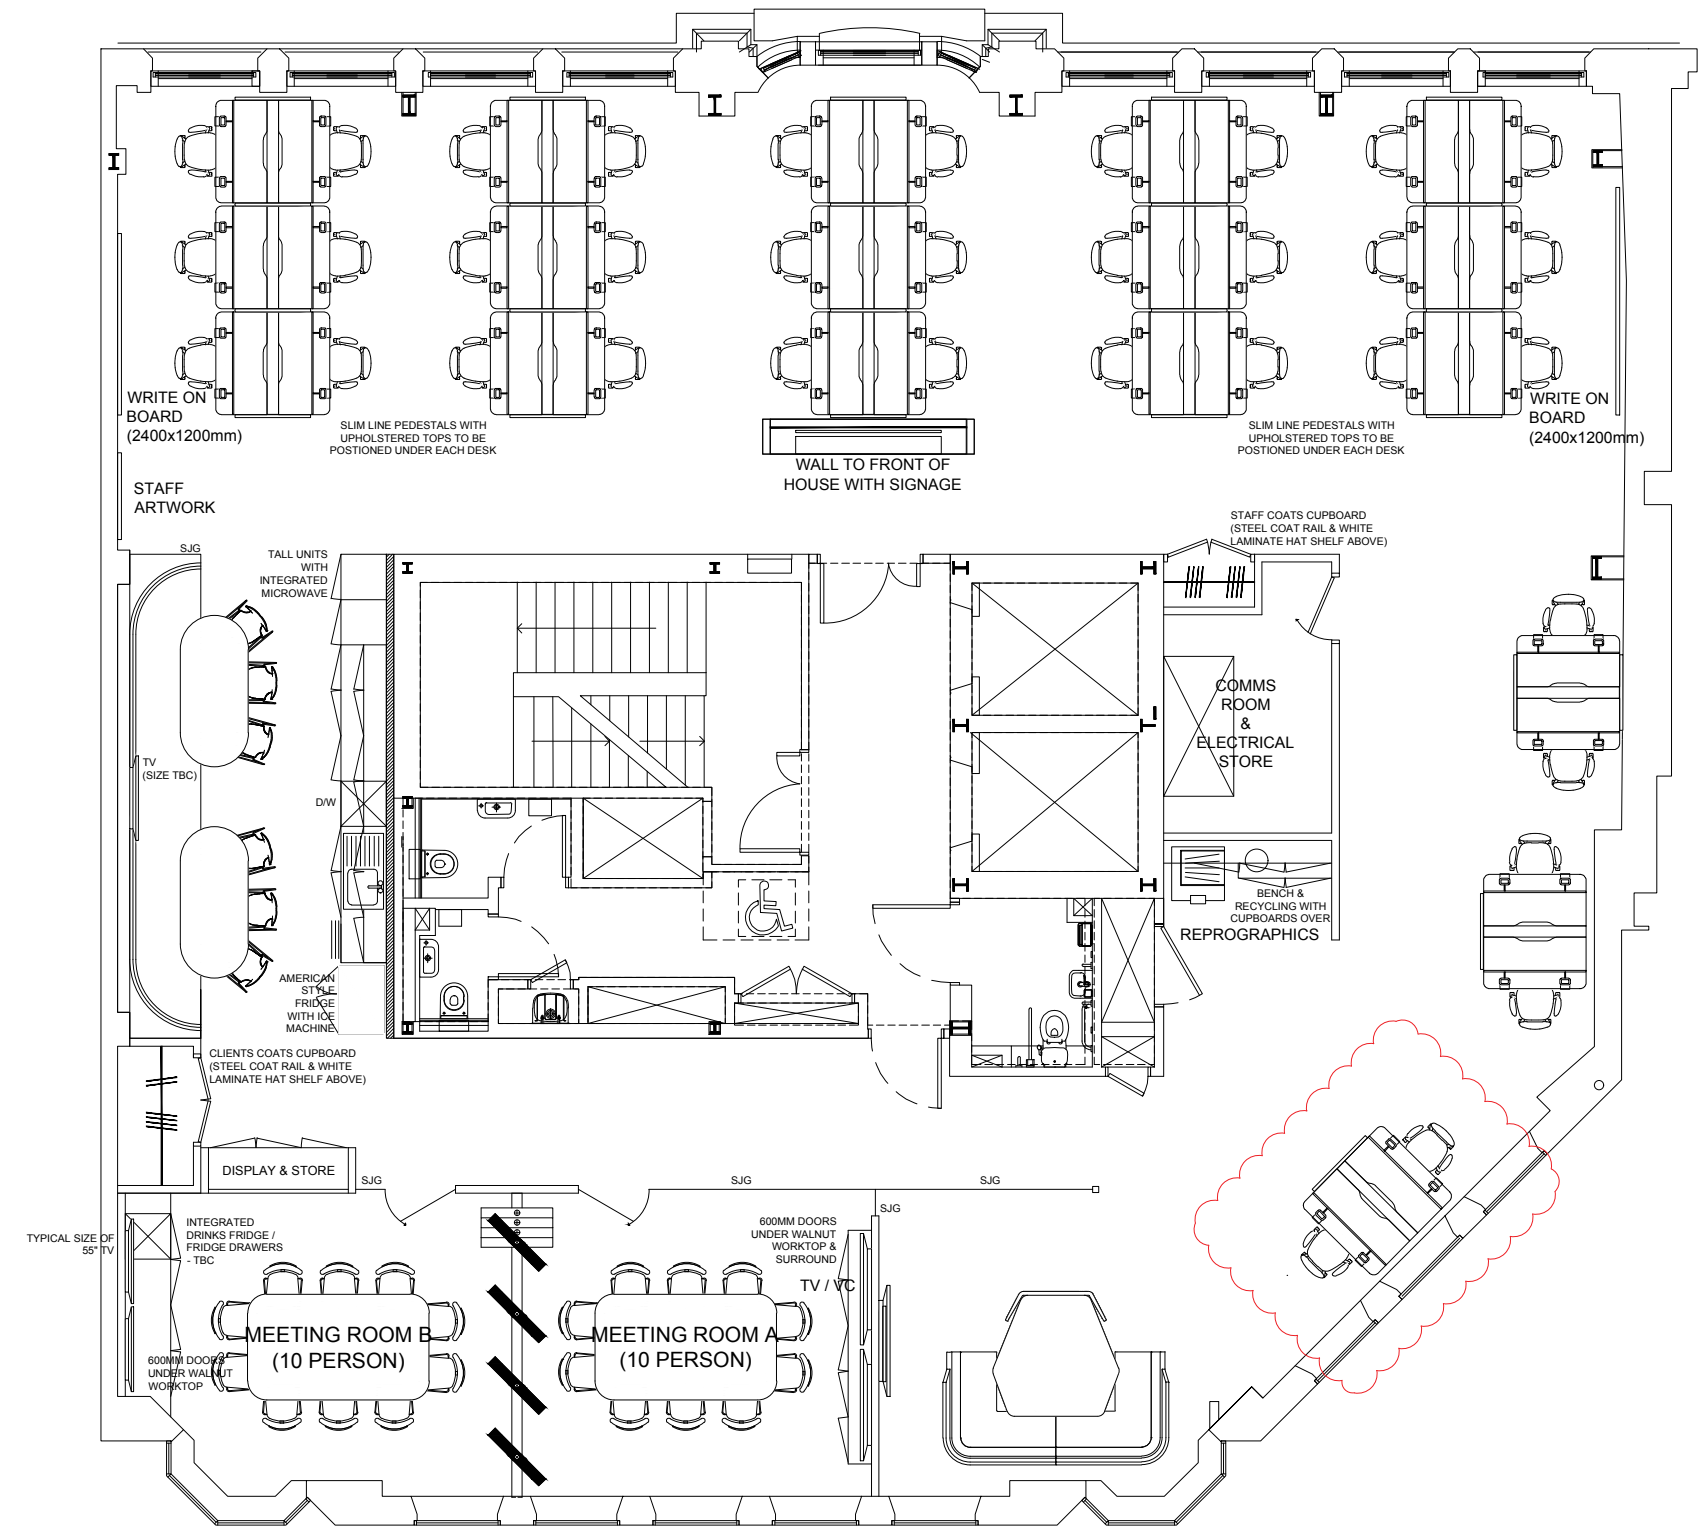 WRITE ON
BOARD
(2400x1200mm)
SLIM LINE PEDESTALS WITH
UPHOLSTERED TOPS TO BE
POSTIONED UNDER EACH DESK
WALL TO FRONT OF
HOUSE WITH SIGNAGE
SLIM LINE PEDESTALS WITH
UPHOLSTERED TOPS TO BE
POSTIONED UNDER EACH DESK
WRITE ON
BOARD
(2400x1200mm)
STAFF
ARTWORK
STAFF COATS CUPBOARD
(STEEL COAT RAIL & WHITE
LAMINATE HAT SHELF ABOVE)
SJG
TALL UNITS
WITH
INTEGRATED
MICROWAVE
COMMS
ROOM
&
ELECTRICAL
STORE
TV
(SIZE TBC)
D/W
BENCH &
RECYCLING WITH
CUPBOARDS OVER
REPROGRAPHICS
AMERICAN
STYLE
FRIDGE
WITH ICE
MACHINE
CLIENTS COATS CUPBOARD
(STEEL COAT RAIL & WHITE
LAMINATE HAT SHELF ABOVE)
DISPLAY & STORE
SJG
SJG
SJG
SJG
TYPICAL SIZE OF
55" TV
INTEGRATED
DRINKS FRIDGE /
FRIDGE DRAWERS
- TBC
600MM DOORS
UNDER WALNUT
WORKTOP &
SURROUND
TV / VC
MEETING ROOM B
(10 PERSON)
MEETING ROOM A
(10 PERSON)
600MM DOORS
UNDER WALNUT
WORKTOP